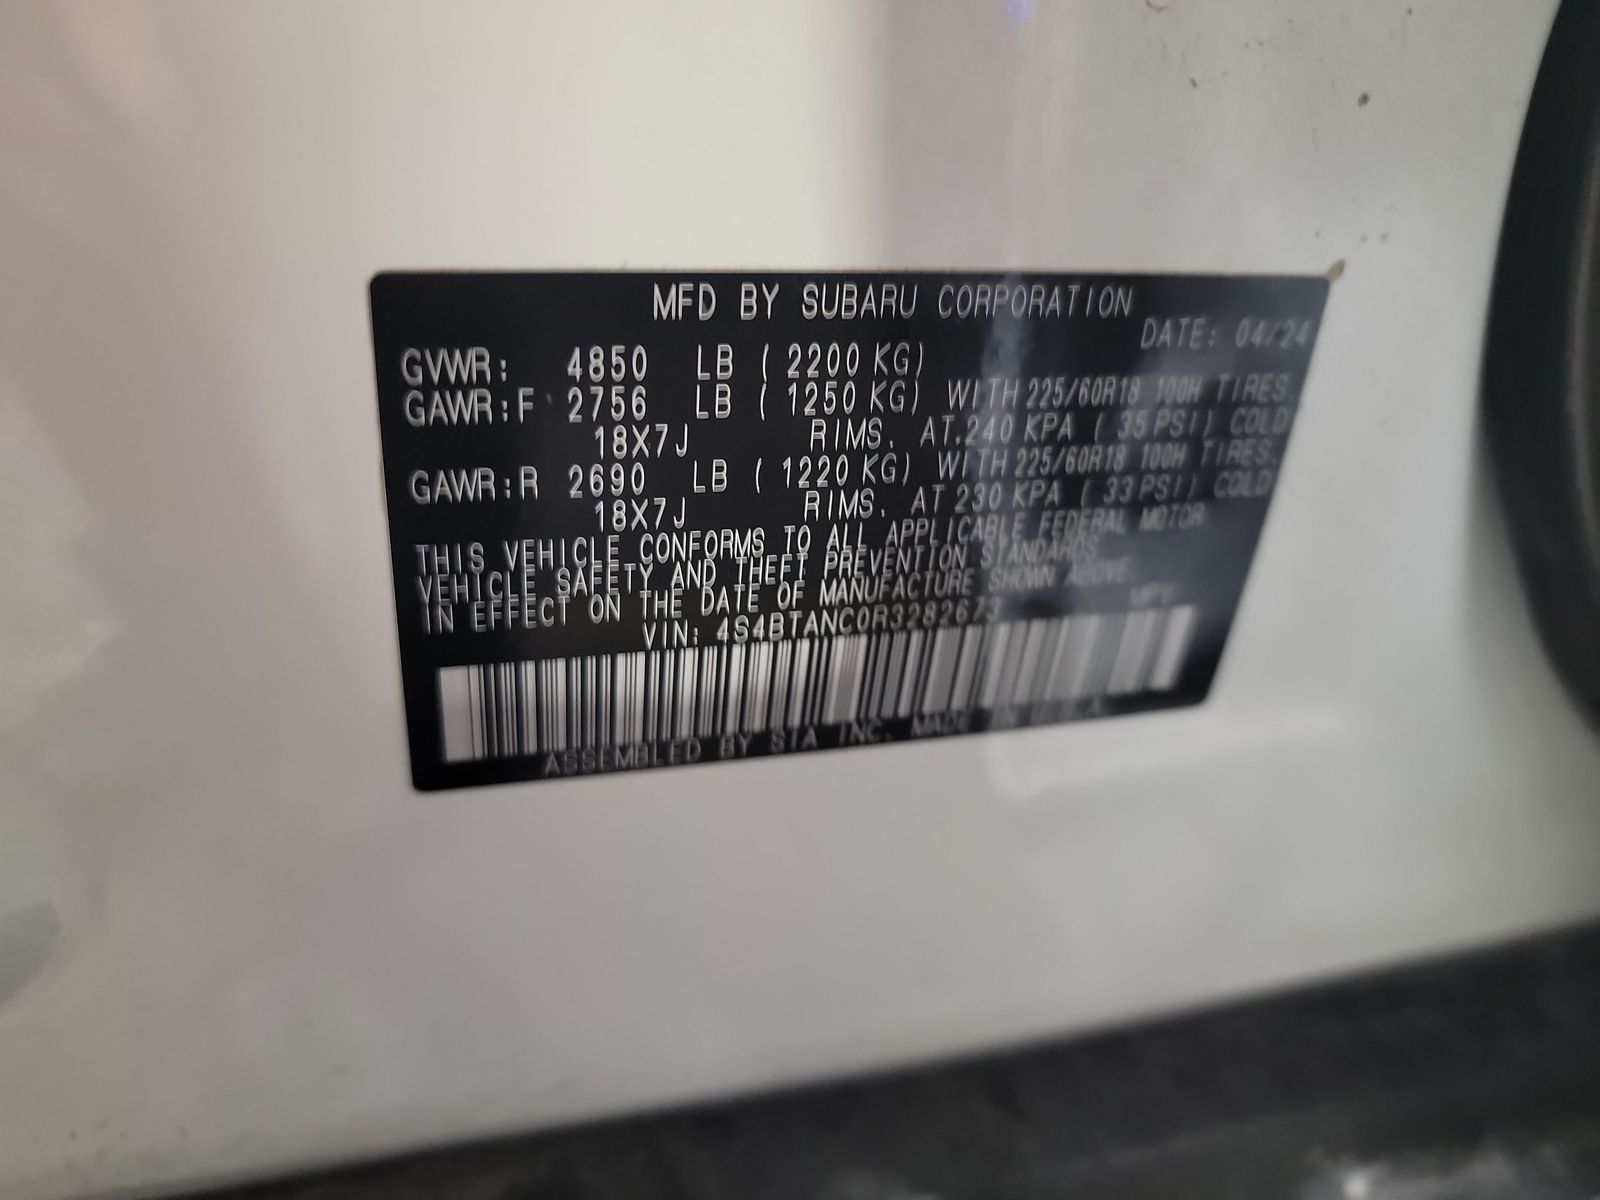 MFD BY SUBARU CORPORATION
DATE: 04/24
GVWR: 4850 LB ( 2200 KG)
GAWR:F 2756 LB ( 1250 KG) WITH 225/60R18 100H TIRES,
18X7J RIMS, AT 240 KPA ( 35 PSI) COLD
GAWR:R 2690 LB ( 1220 KG) WITH 225/60R18 100H TIRES,
18X7J RIMS, AT 230 KPA ( 33 PSI) COLD
THIS VEHICLE CONFORMS TO ALL APPLICABLE FEDERAL MOTOR
VEHICLE SAFETY AND THEFT PREVENTION STANDARDS
IN EFFECT ON THE DATE OF MANUFACTURE SHOWN ABOVE.
VIN: 4S4BTANC0R3282673 MPV
ASSEMBLED BY SIA INC. MADE IN U.S.A.